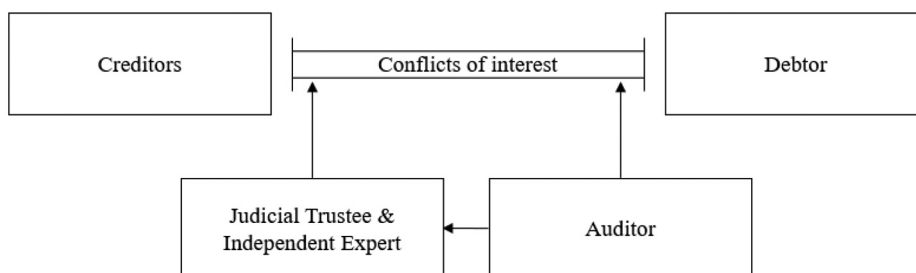 Creditors
Conflicts of interest
Debtor
Judicial Trustee &
Independent Expert
Auditor